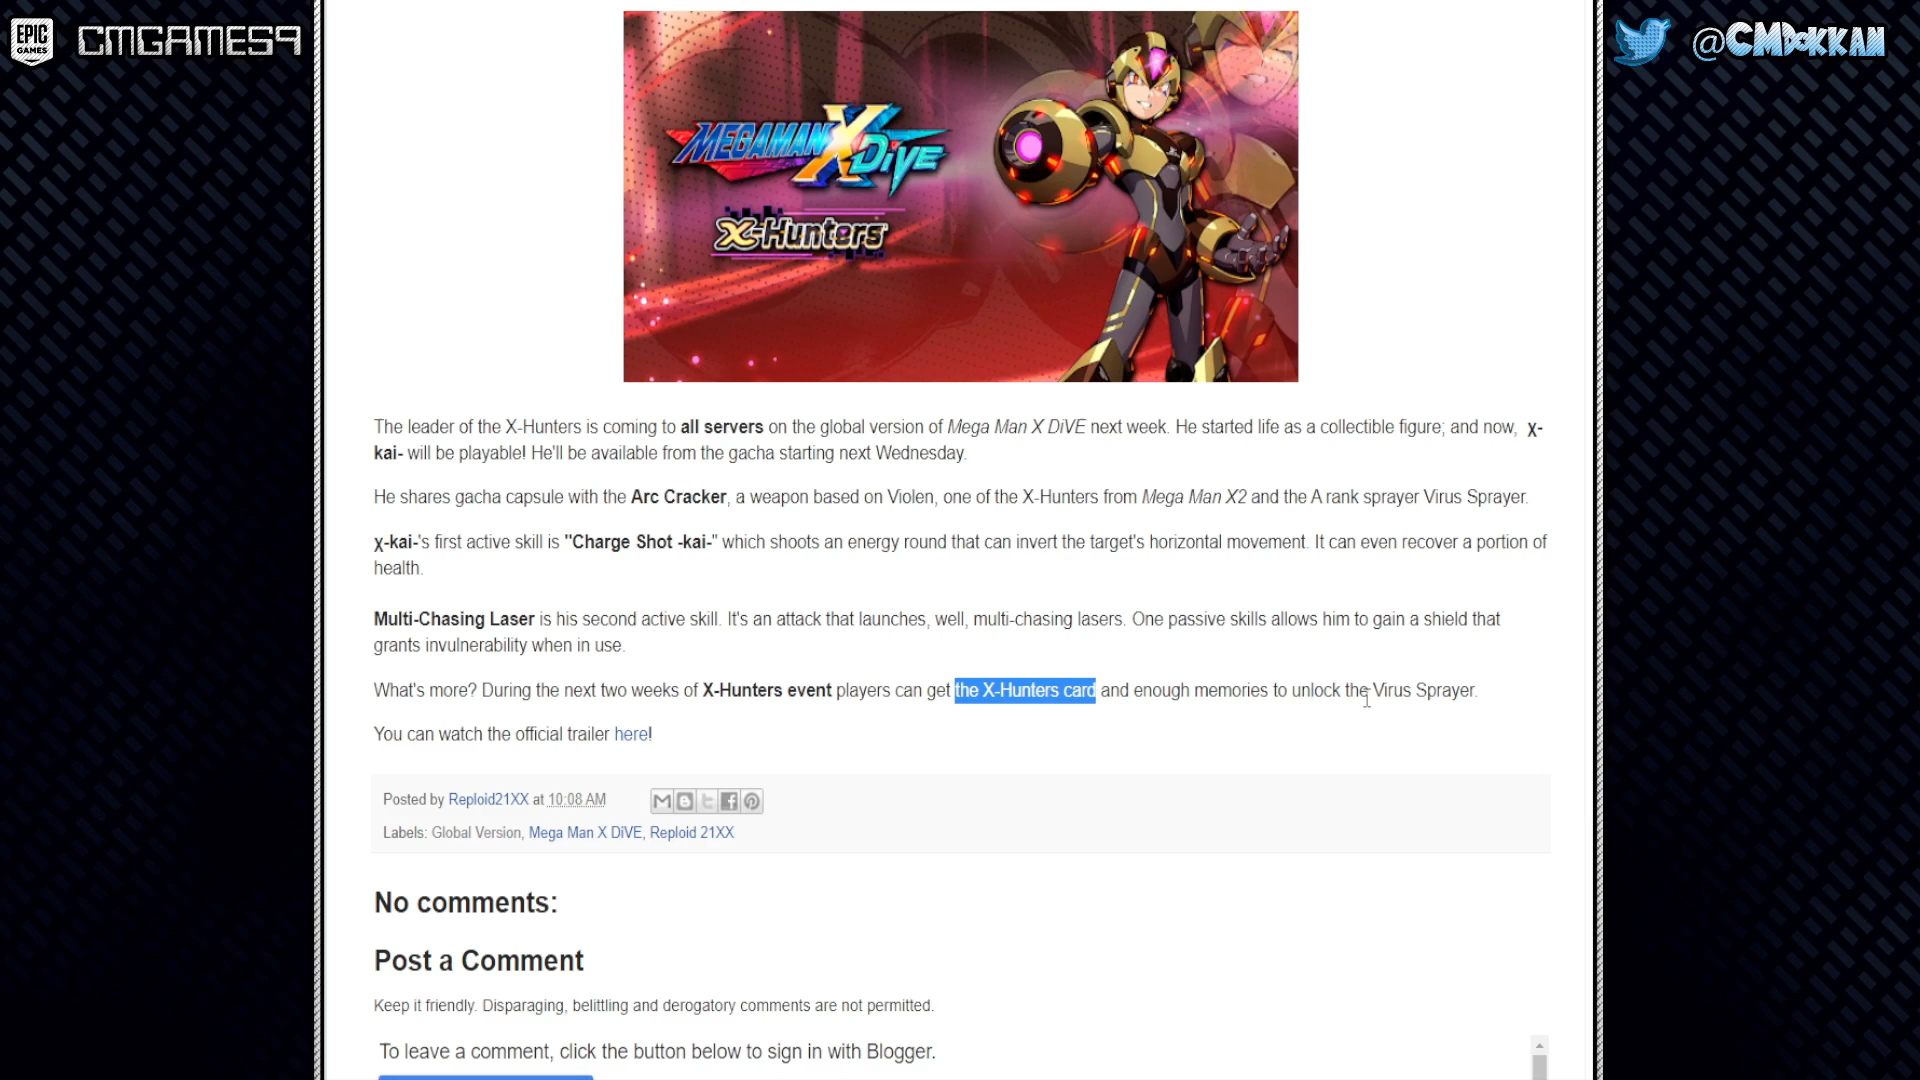 EPIC
GAMES
CMGAMES9
@CMDOKKAN
MEGAMAN X DiVE
X-Hunters
The leader of the X-Hunters is coming to all servers on the global version of Mega Man X DiVE next week. He started life as a collectible figure; and now, χ-
kai- will be playable! He'll be available from the gacha starting next Wednesday.
He shares gacha capsule with the Arc Cracker, a weapon based on Violen, one of the X-Hunters from Mega Man X2 and the A rank sprayer Virus Sprayer.
χ-kai-'s first active skill is "Charge Shot -kai-" which shoots an energy round that can invert the target's horizontal movement. It can even recover a portion of
health.
Multi-Chasing Laser is his second active skill. It's an attack that launches, well, multi-chasing lasers. One passive skills allows him to gain a shield that
grants invulnerability when in use.
What's more? During the next two weeks of X-Hunters event players can get the X-Hunters card and enough memories to unlock the Virus Sprayer.
You can watch the official trailer here!
Posted by Reploid21XX at 10:08 AM
Labels: Global Version, Mega Man X DiVE, Reploid 21XX
No comments:
Post a Comment
Keep it friendly. Disparaging, belittling and derogatory comments are not permitted.
To leave a comment, click the button below to sign in with Blogger.